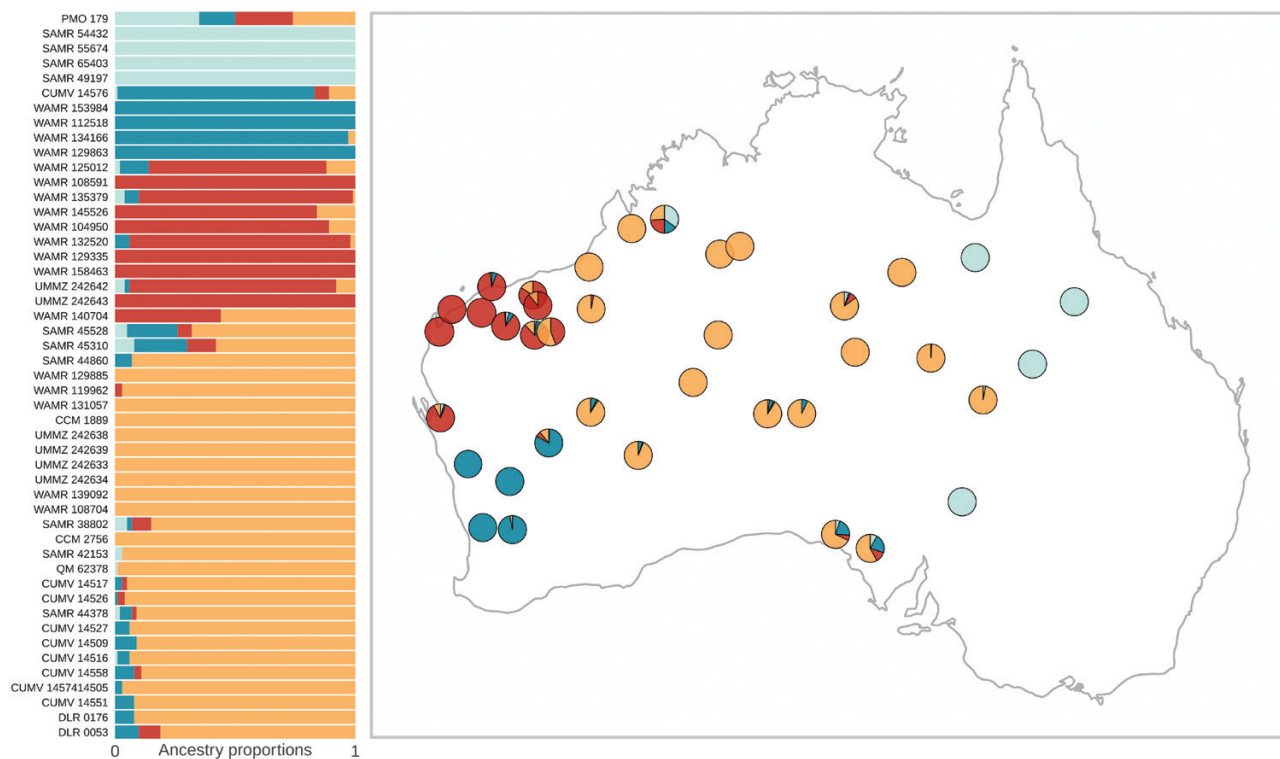 PMO 179
SAMR 54432
SAMR 55674
SAMR 65403
SAMR 49197
CUMV 14576
WAMR 153984
WAMR 112518
WAMR 134166
WAMR 129863
WAMR 125012
WAMR 108591
WAMR 135379
WAMR 145526
WAMR 104950
WAMR 132520
WAMR 129335
WAMR 158463
UMMZ 242642
UMMZ 242643
WAMR 140704
SAMR 45528
SAMR 45310
SAMR 44860
WAMR 129885
WAMR 119962
WAMR 131057
CCM 1889
UMMZ 242638
UMMZ 242639
UMMZ 242633
UMMZ 242634
WAMR 139092
WAMR 108704
SAMR 38802
CCM 2756
SAMR 42153
QM 62378
CUMV 14517
CUMV 14526
SAMR 44378
CUMV 14527
CUMV 14509
CUMV 14516
CUMV 14558
CUMV 1457414505
CUMV 14551
DLR 0176
DLR 0053
0 Ancestry proportions 1